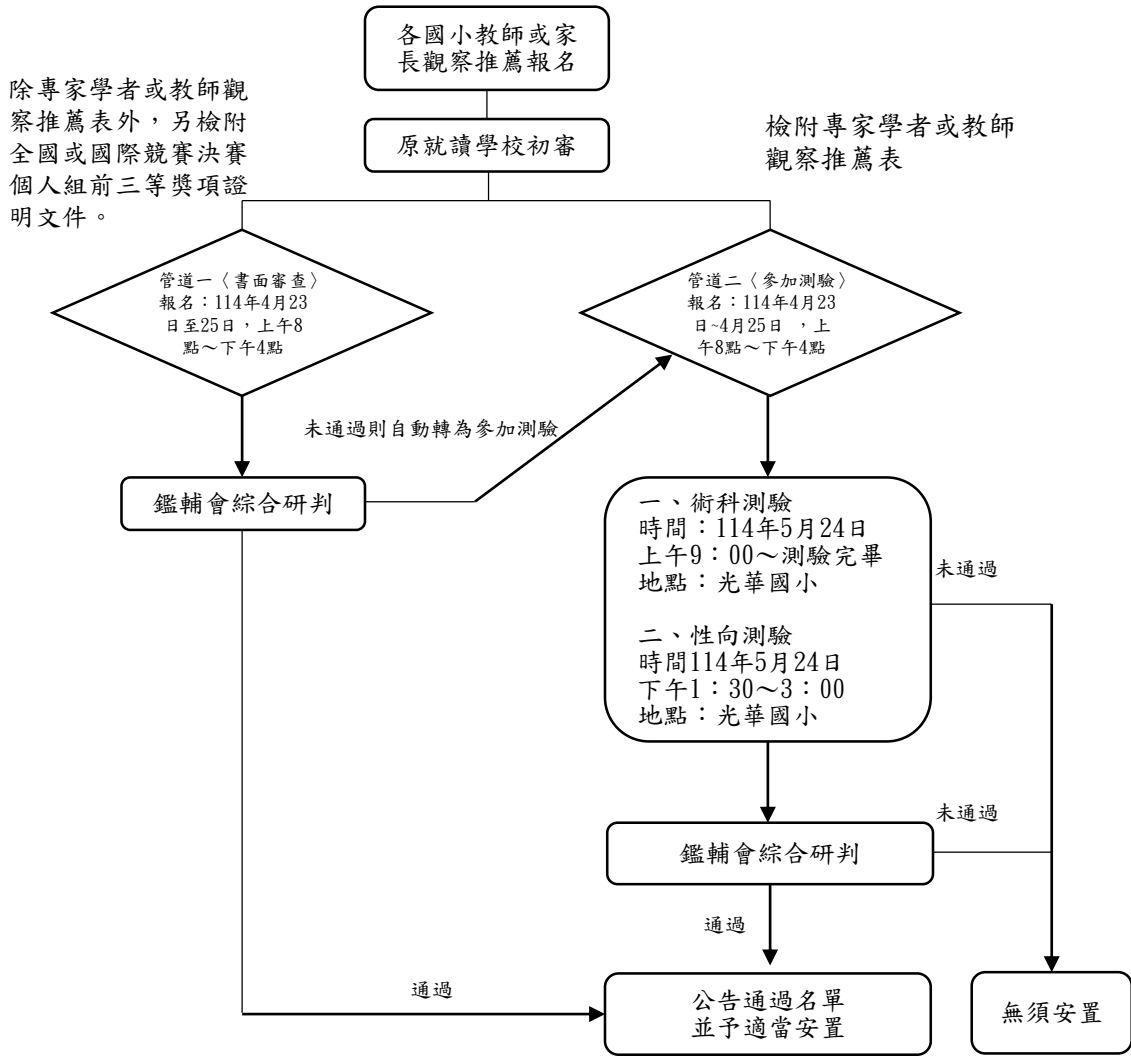 各國小教師或家
長觀察推薦報名
除專家學者或教師觀
察推薦表外，另檢附
全國或國際競賽決賽
個人組前三等獎項證
明文件。
原就讀學校初審
檢附專家學者或教師
觀察推薦表
管道一〈書面審查〉
報名：114年4月23
日至25日，上午8
點～下午4點
管道二〈參加測驗〉
報名：114年4月23
日~4月25日 ，上
午8點～下午4點
未通過則自動轉為參加測驗
鑑輔會綜合研判
一、術科測驗
時間：114年5月24日
上午9：00～測驗完畢
地點：光華國小
二、性向測驗
時間114年5月24日
下午1：30～3：00
地點：光華國小
未通過
鑑輔會綜合研判
未通過
通過
通過
公告通過名單
並予適當安置
無須安置